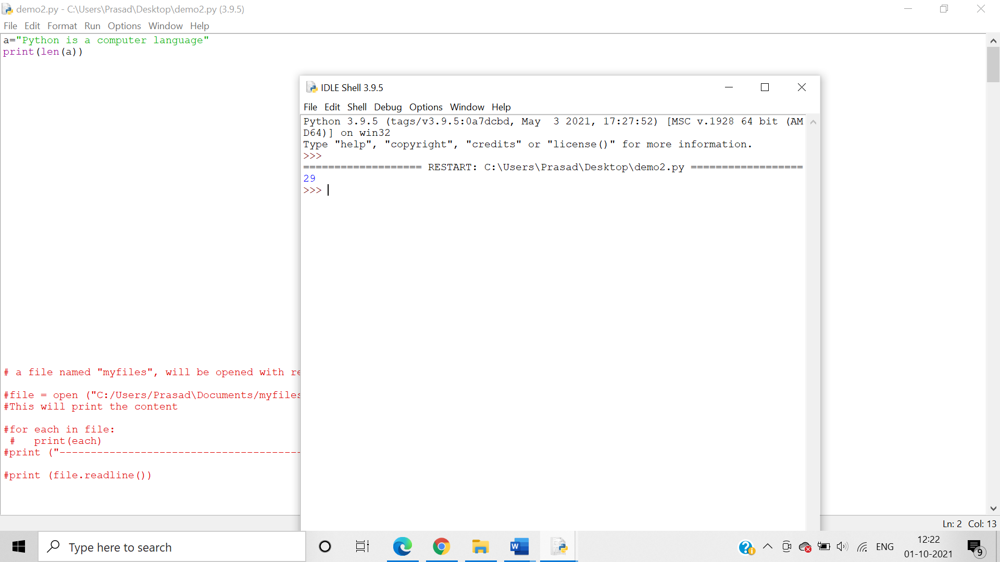 demo2.py - C:\Users\Prasad\Desktop\demo2.py (3.9.5)
File Edit Format Run Options Window Help
a="Python is a computer language"
print(len(a))
IDLE Shell 3.9.5
File Edit Shell Debug Options Window Help
Python 3.9.5 (tags/v3.9.5:0a7dcbd, May  3 2021, 17:27:52) [MSC v.1928 64 bit (AM
D64)] on win32
Type "help", "copyright", "credits" or "license()" for more information.
>>>
=================== RESTART: C:\Users\Prasad\Desktop\demo2.py ==================
29
>>>
# a file named "myfiles", will be opened with re
#file = open ("C:/Users/Prasad\Documents/myfiles
#This will print the content
#for each in file:
 #   print(each)
#print ("---------------------------------------
#print (file.readline())
Ln: 2 Col: 13
Type here to search
ENG
12:22
01-10-2021
9